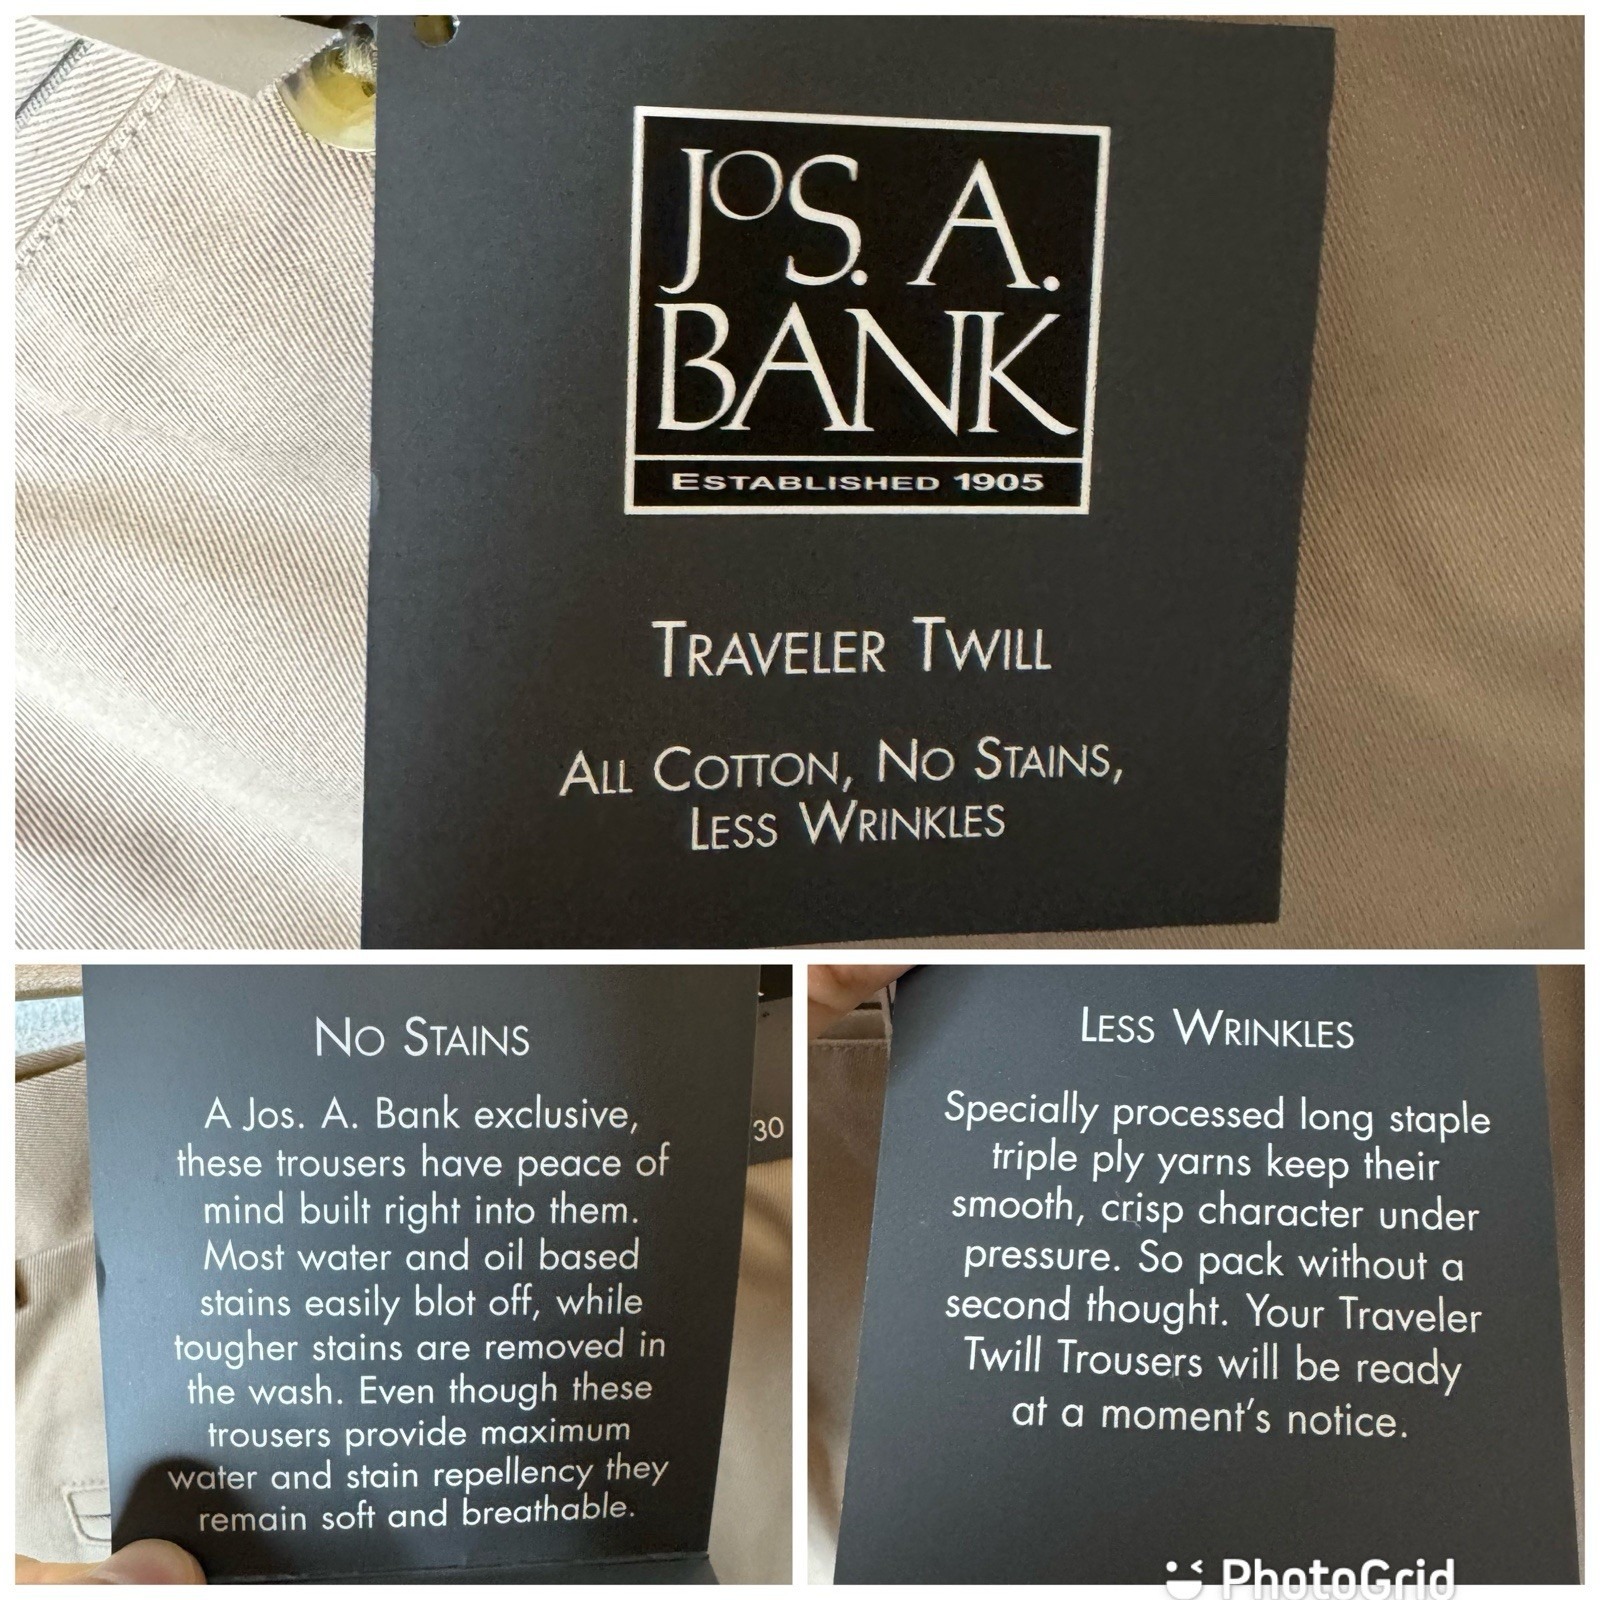 JOS. A.
BANK
ESTABLISHED 1905
TRAVELER TWILL
ALL COTTON, NO STAINS,
LESS WRINKLES
NO STAINS
A Jos. A. Bank exclusive,
these trousers have peace of
mind built right into them.
Most water and oil based
stains easily blot off, while
tougher stains are removed in
the wash. Even though these
trousers provide maximum
water and stain repellency they
remain soft and breathable.
30
LESS WRINKLES
Specially processed long staple
triple ply yarns keep their
smooth, crisp character under
pressure. So pack without a
second thought. Your Traveler
Twill Trousers will be ready
at a moment's notice.
PhotoGrid